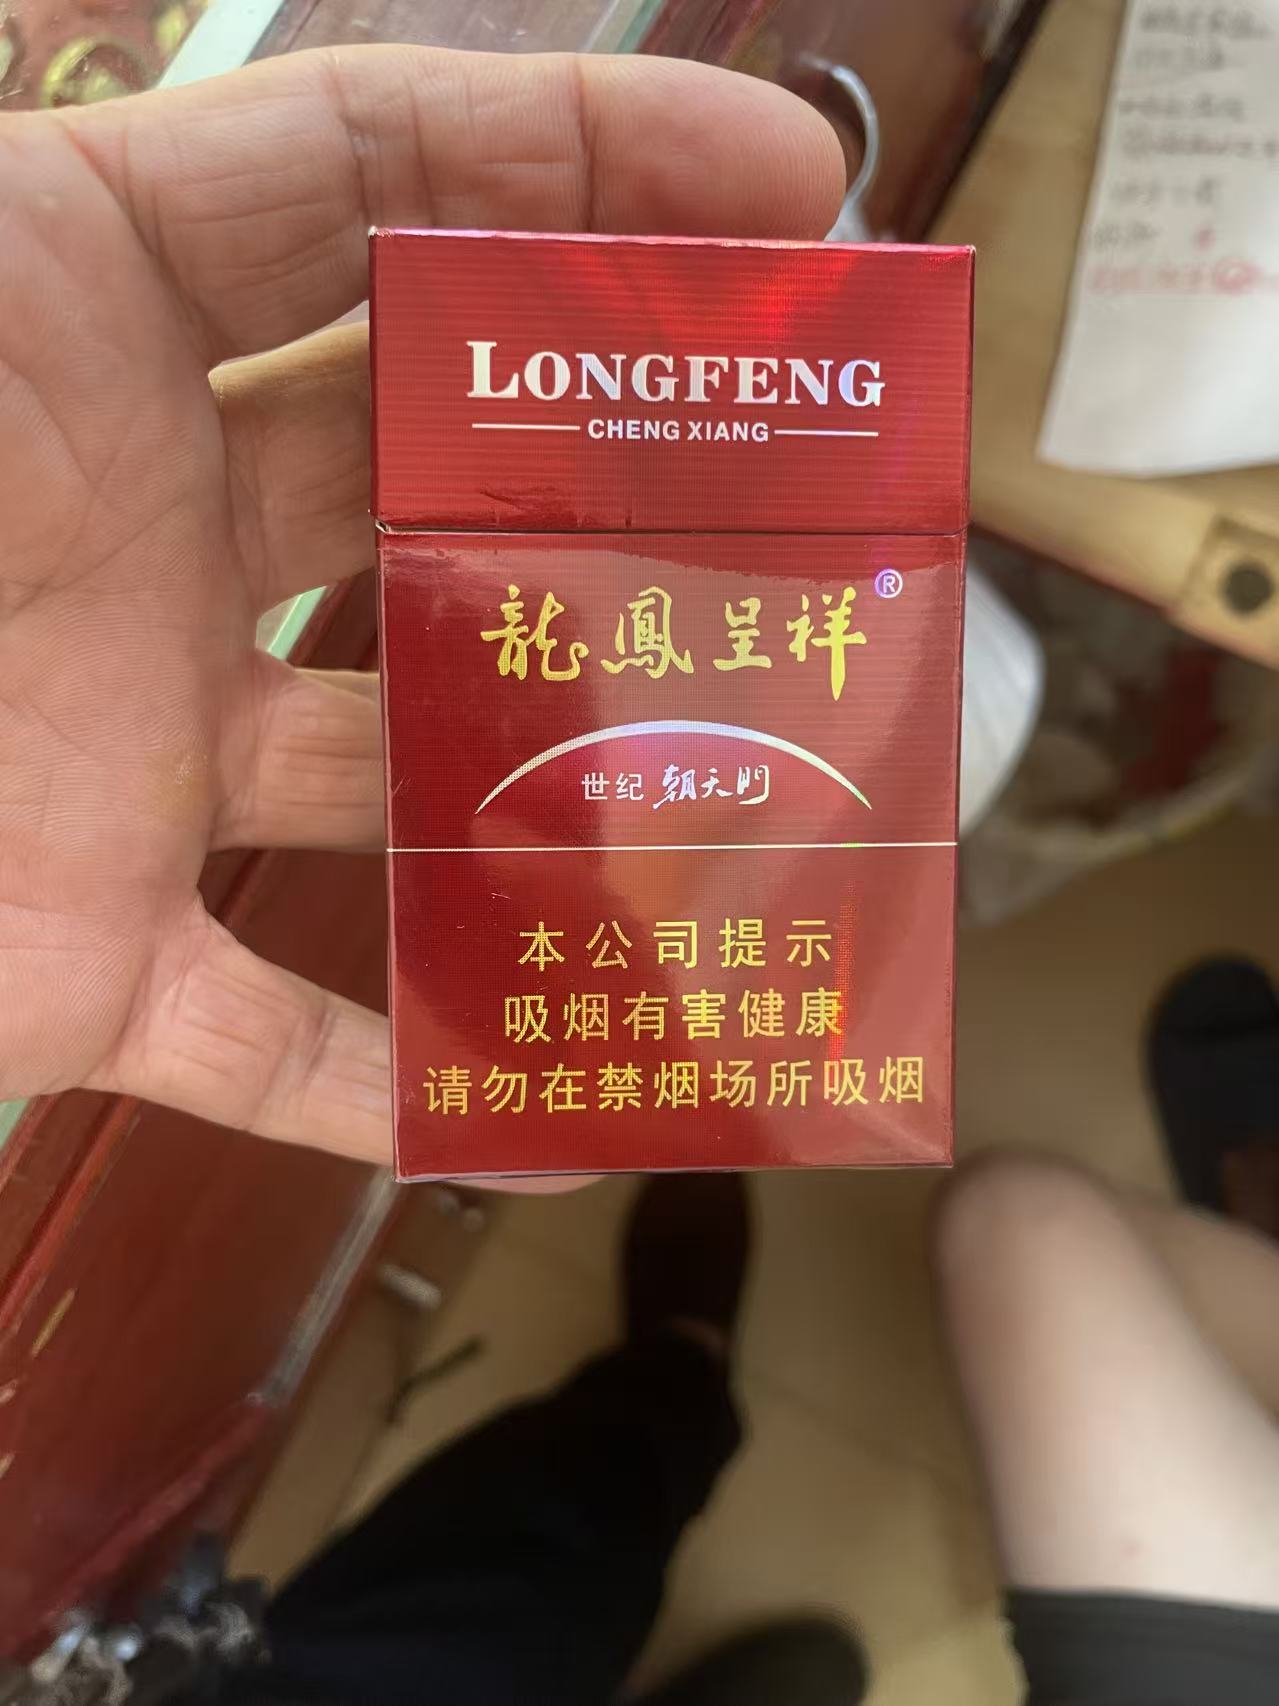 LONGFENG
CHENG XIANG
龍鳳呈祥®
世纪 朝天門
本公司提示
吸烟有害健康
请勿在禁烟场所吸烟